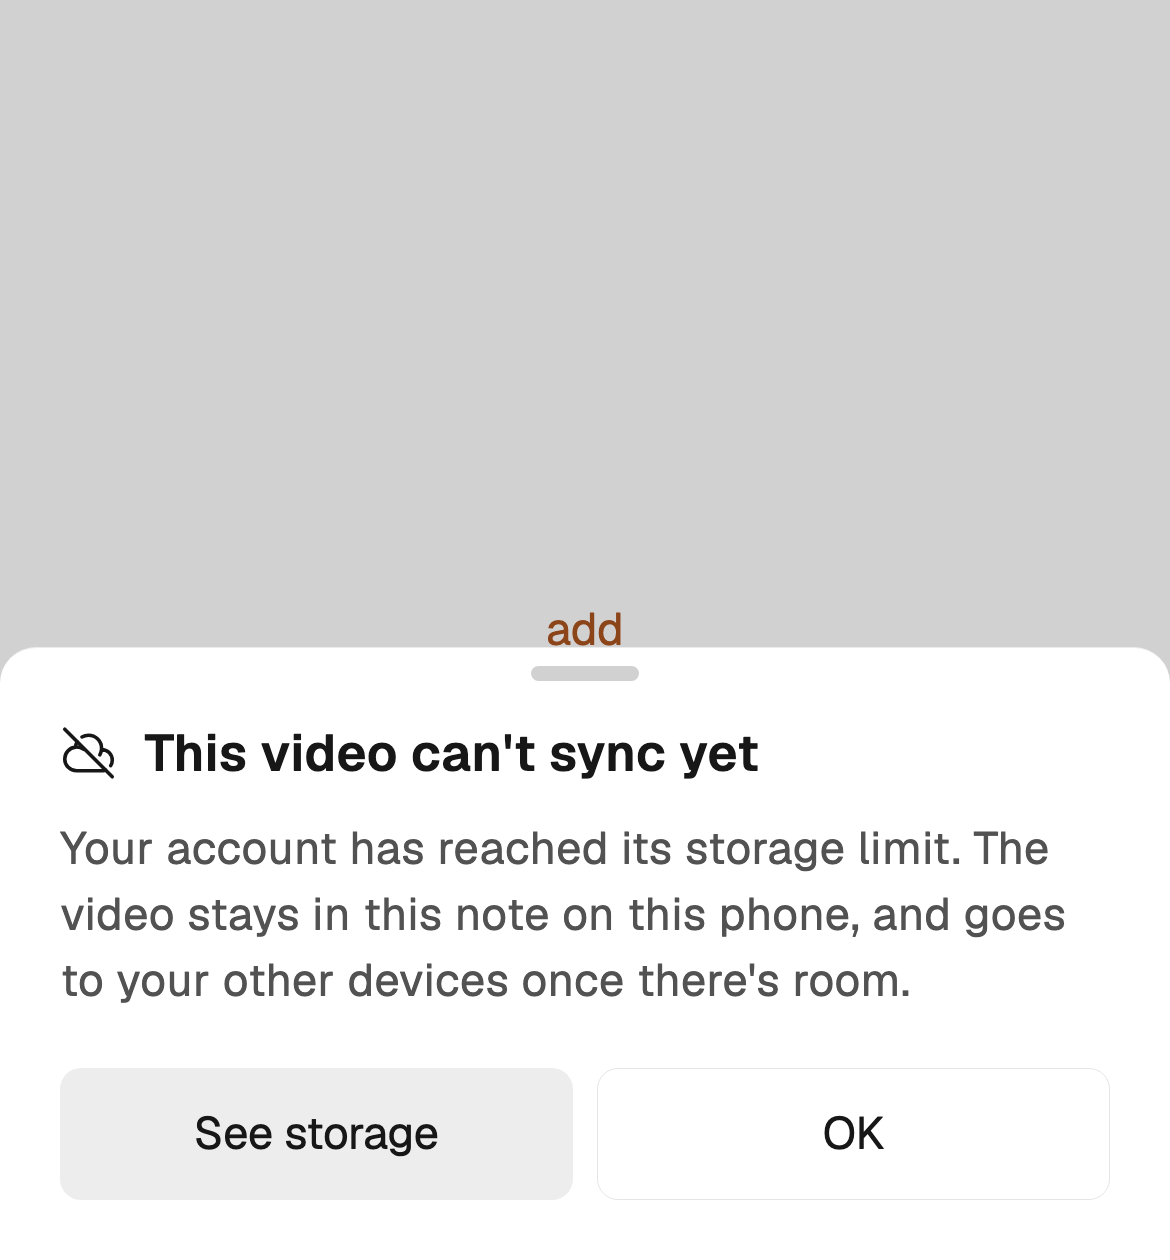 add
This video can't sync yet
Your account has reached its storage limit. The
video stays in this note on this phone, and goes
to your other devices once there's room.
See storage
OK